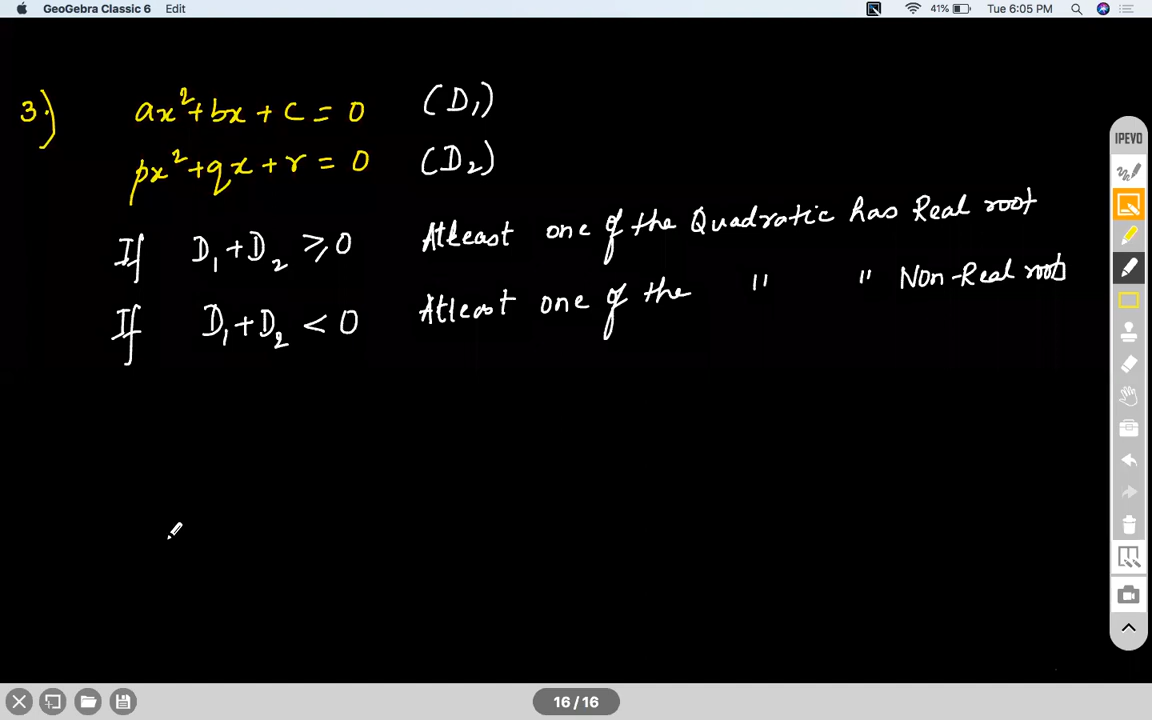 GeoGebra Classic 6 Edit 41% Tue 6:05 PM
3.) ax²+bx+c=0 (D₁)
px²+qx+r=0 (D₂)
If D₁+D₂ ≥0 Atleast one of the Quadratic has Real root
If D₁+D₂ <0 Atleast one of the " " Non-Real root
IPEVO
16/16